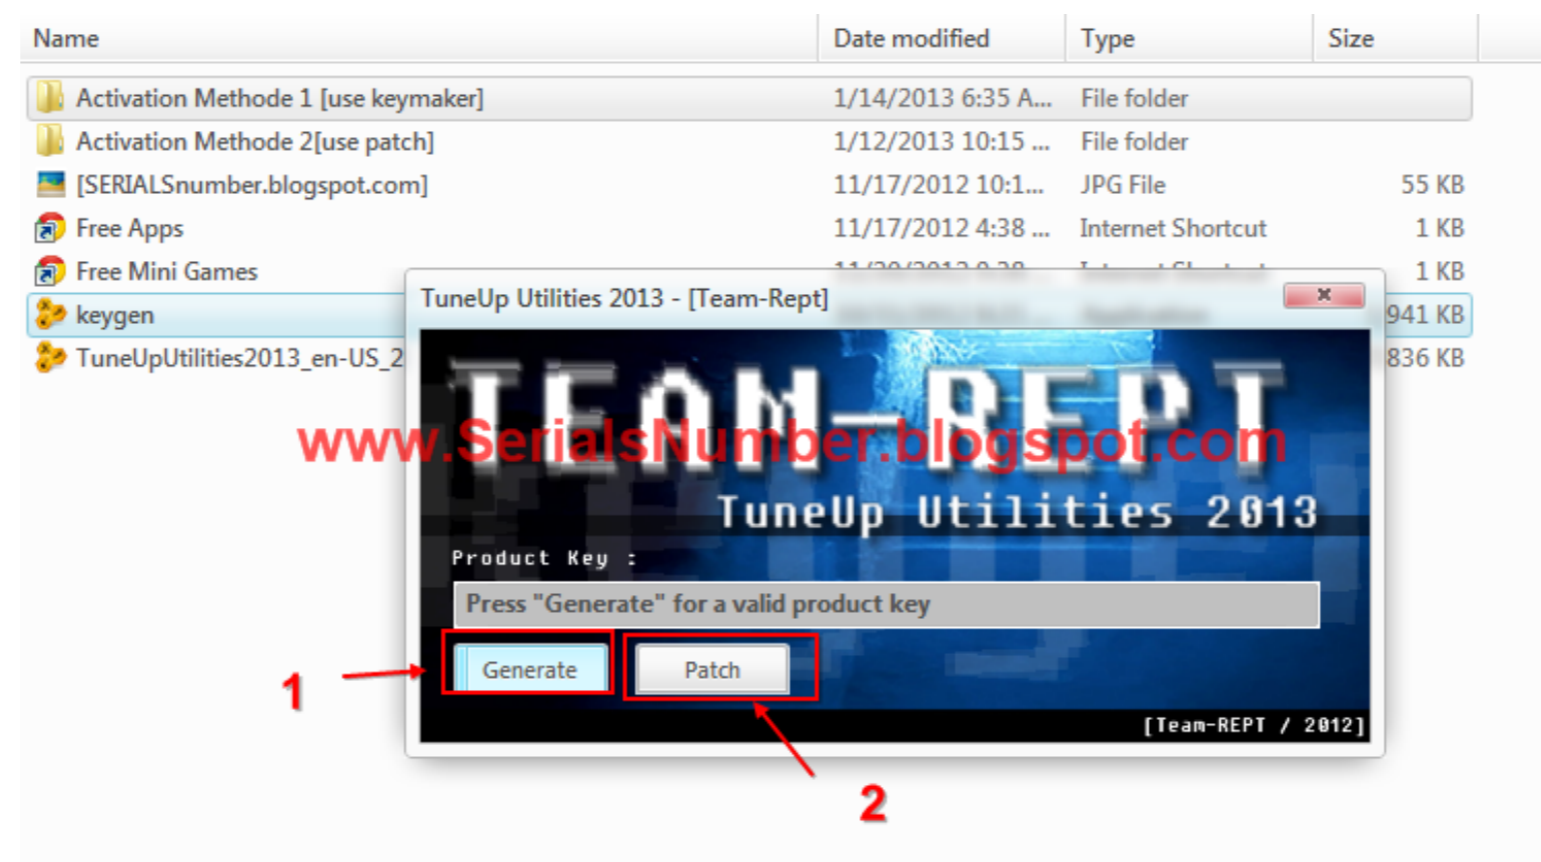 Name Date modified Type Size
Activation Methode 1 [use keymaker] 1/14/2013 6:35 A... File folder
Activation Methode 2[use patch] 1/12/2013 10:15 ... File folder
[SERIALSnumber.blogspot.com] 11/17/2012 10:1... JPG File 55 KB
Free Apps 11/17/2012 4:38 ... Internet Shortcut 1 KB
Free Mini Games 1 KB
TuneUp Utilities 2013 - [Team-Rept]
keygen 941 KB
TuneUpUtilities2013_en-US_2 836 KB
TEAM-REPT
www.SerialsNumber.blogspot.com
TuneUp Utilities 2013
Product Key :
Press "Generate" for a valid product key
Generate Patch
1
[Team-REPT / 2012]
2